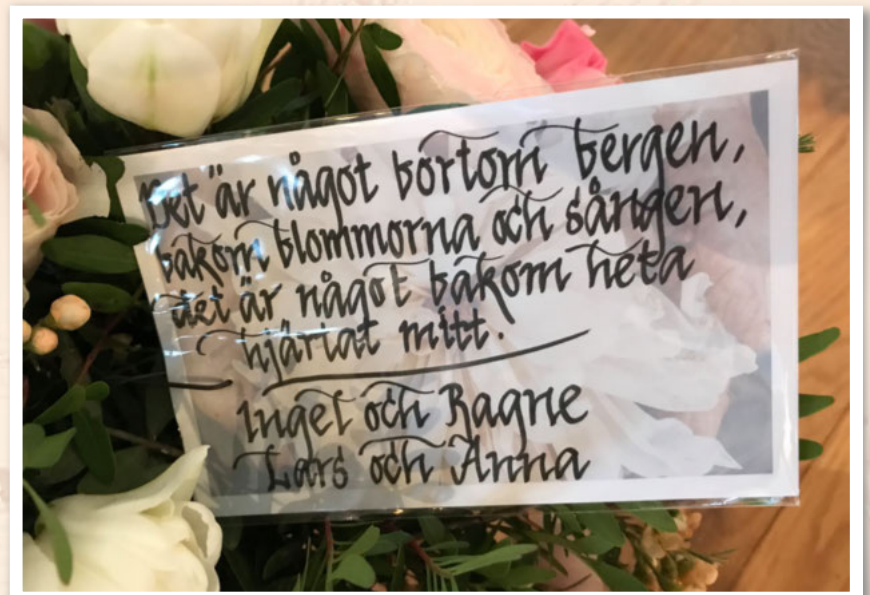 Det är något bortom bergen,
bakom blommorna och sången,
det är något bakom heta
hjärtat mitt.
Ingel och Ragne
Lars och Anna